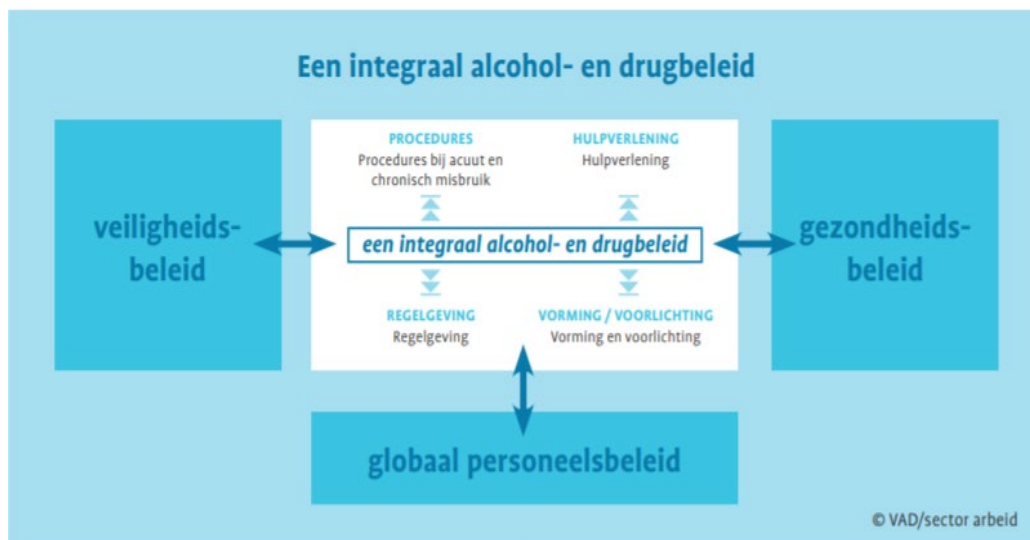 Een integraal alcohol- en drugbeleid
PROCEDURES
Procedures bij acuut en
chronisch misbruik
HULPVERLENING
Hulpverlening
veiligheids-
beleid
een integraal alcohol- en drugbeleid
gezondheids-
beleid
REGELGEVING
Regelgeving
VORMING / VOORLICHTING
Vorming en voorlichting
globaal personeelsbeleid
© VAD/sector arbeid